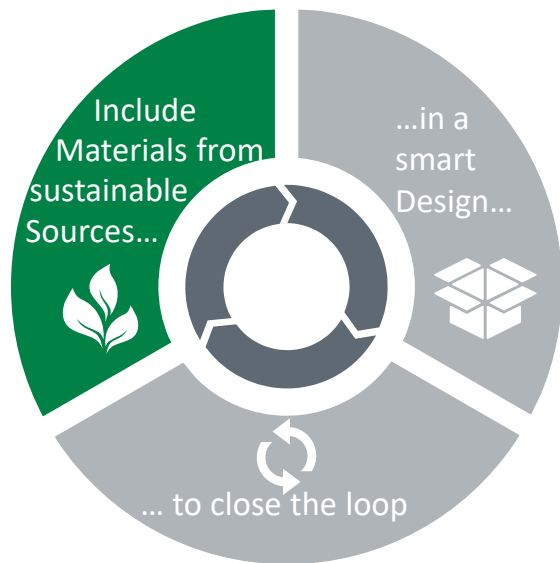 Include
Materials from
sustainable
Sources…
…in a
smart
Design…
… to close the loop